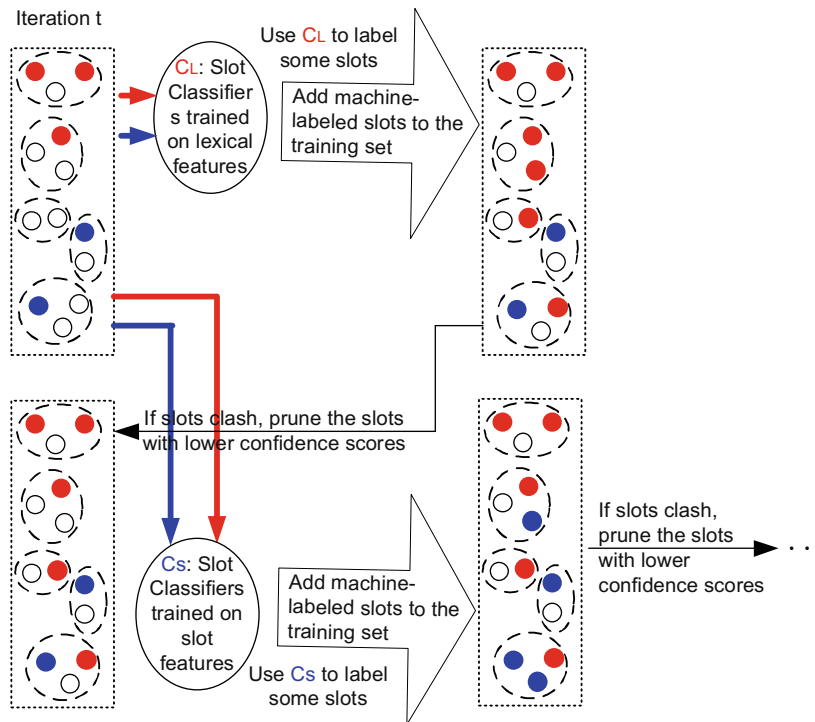 Iteration t
CL: Slot
Classifier
s trained
on lexical
features
Use CL to label
some slots
Add machine-
labeled slots to the
training set
If slots clash, prune the slots
with lower confidence scores
Cs: Slot
Classifiers
trained on
slot
features
Add machine-
labeled slots to the
training set
Use Cs to label
some slots
If slots clash,
prune the slots
with lower
confidence scores
. .